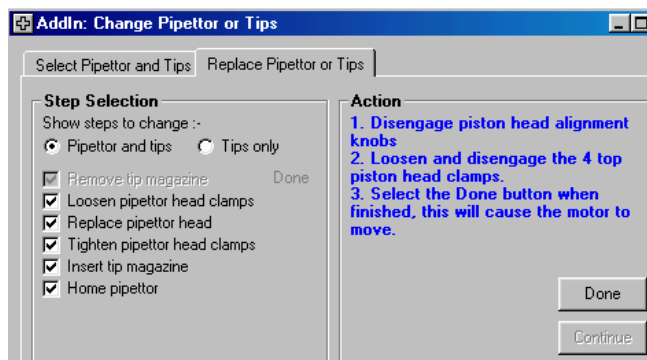 AddIn: Change Pipettor or Tips
Select Pipettor and Tips
Replace Pipettor or Tips
Step Selection
Show steps to change :-
Pipettor and tips
Tips only
Remove tip magazine Done
Loosen pipettor head clamps
Replace pipettor head
Tighten pipettor head clamps
Insert tip magazine
Home pipettor
Action
1. Disengage piston head alignment
knobs
2. Loosen and disengage the 4 top
piston head clamps.
3. Select the Done button when
finished, this will cause the motor to
move.
Done
Continue